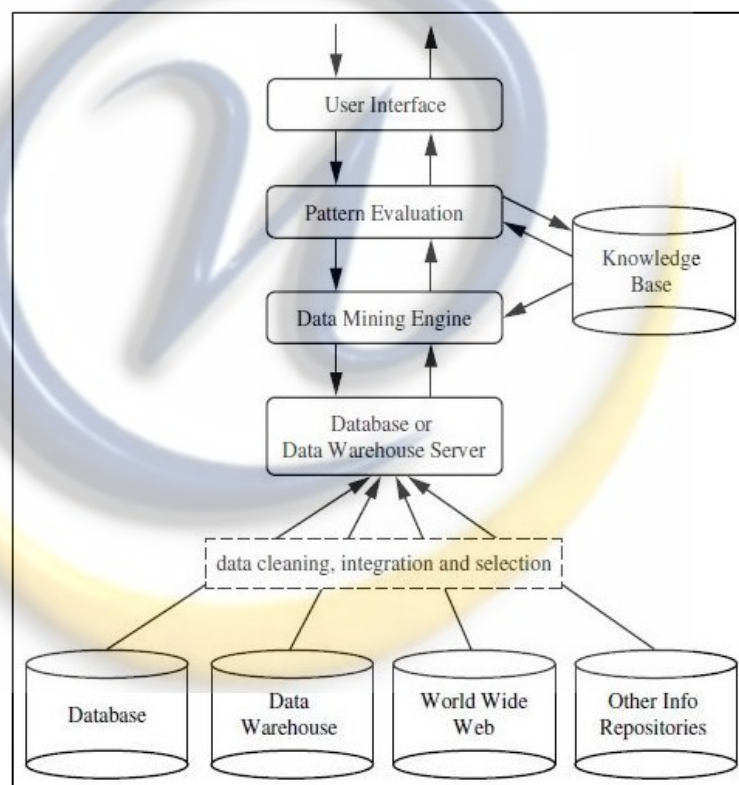 User Interface
Pattern Evaluation
Knowledge
Base
Data Mining Engine
Database or
Data Warehouse Server
data cleaning, integration and selection
Database
Data
Warehouse
World Wide
Web
Other Info
Repositories